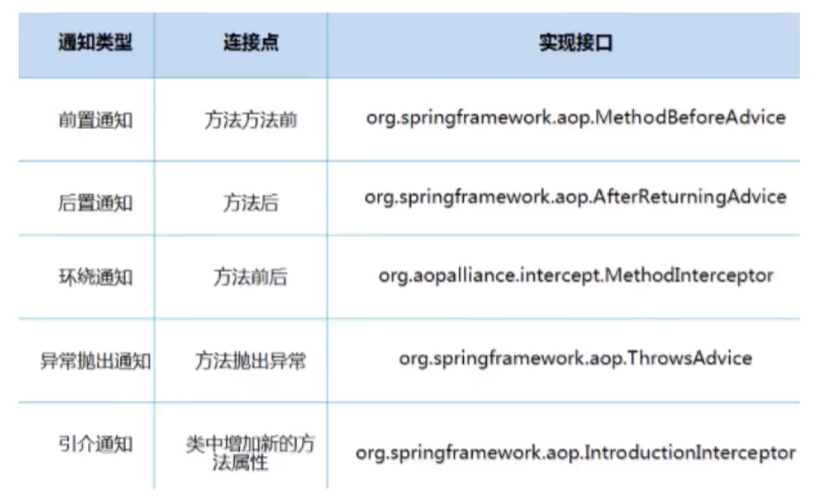 通知类型 连接点 实现接口
前置通知 方法方法前 org.springframework.aop.MethodBeforeAdvice
后置通知 方法后 org.springframework.aop.AfterReturningAdvice
环绕通知 方法前后 org.aopalliance.intercept.MethodInterceptor
异常抛出通知 方法抛出异常 org.springframework.aop.ThrowsAdvice
引介通知 类中增加新的方
法属性 org.springframework.aop.IntroductionInterceptor